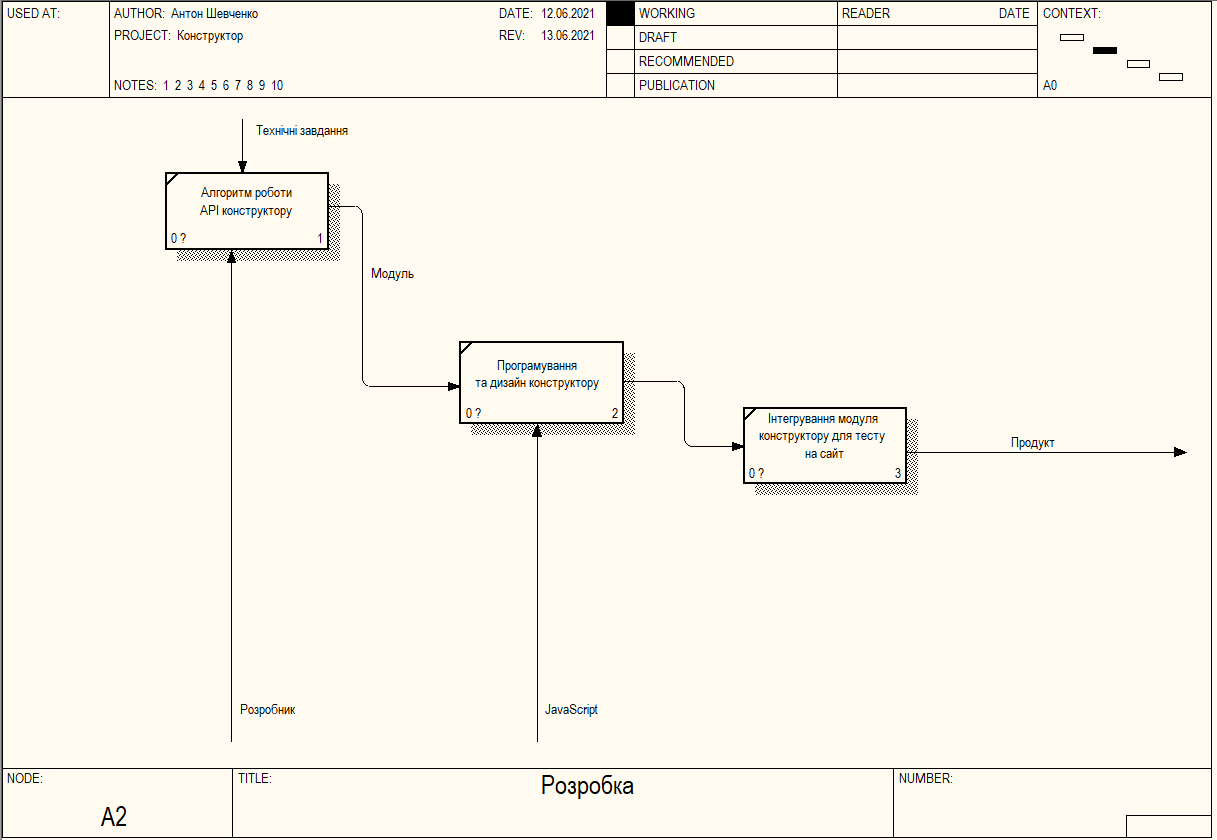 USED AT:
AUTHOR: Антон Шевченко
DATE: 12.06.2021
PROJECT: Конструктор
REV: 13.06.2021
NOTES: 1 2 3 4 5 6 7 8 9 10
WORKING
DRAFT
RECOMMENDED
PUBLICATION
READER DATE
CONTEXT:
A0
Технічні завдання
Алгоритм роботи
API конструктору
0 ? 1
Модуль
Програмування
та дизайн конструктору
0 ? 2
Інтегрування модуля
конструктору для тесту
на сайт
0 ? 3
Продукт
Розробник
JavaScript
NODE:
A2
TITLE:
Розробка
NUMBER: